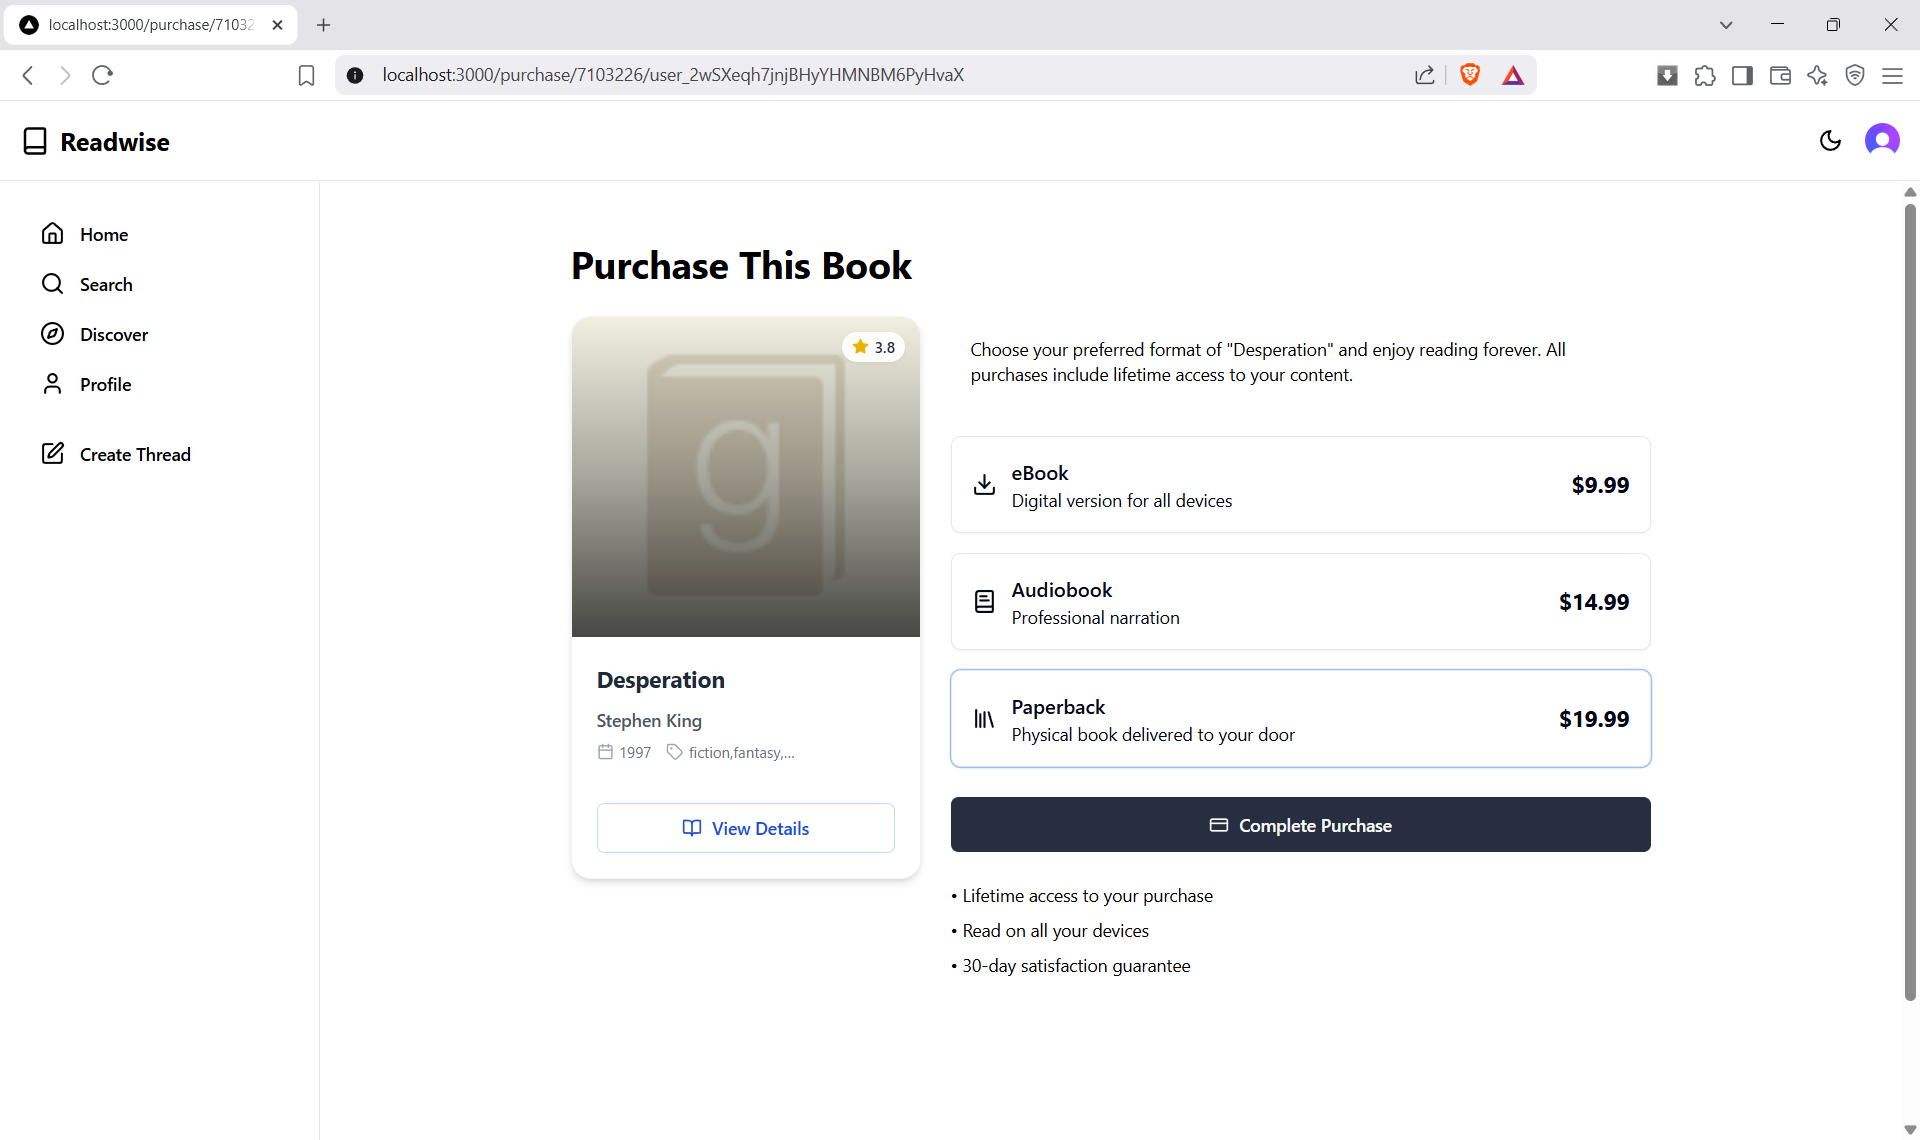 localhost:3000/purchase/71032
localhost:3000/purchase/7103226/user_2wSXeqh7jnjBHyYHMNBM6PyHvaX
Readwise
Home
Search
Discover
Profile
Create Thread
Purchase This Book
3.8
g
Desperation
Stephen King
1997 fiction,fantasy,...
View Details
Choose your preferred format of "Desperation" and enjoy reading forever. All
purchases include lifetime access to your content.
eBook
Digital version for all devices
$9.99
Audiobook
Professional narration
$14.99
Paperback
Physical book delivered to your door
$19.99
Complete Purchase
• Lifetime access to your purchase
• Read on all your devices
• 30-day satisfaction guarantee